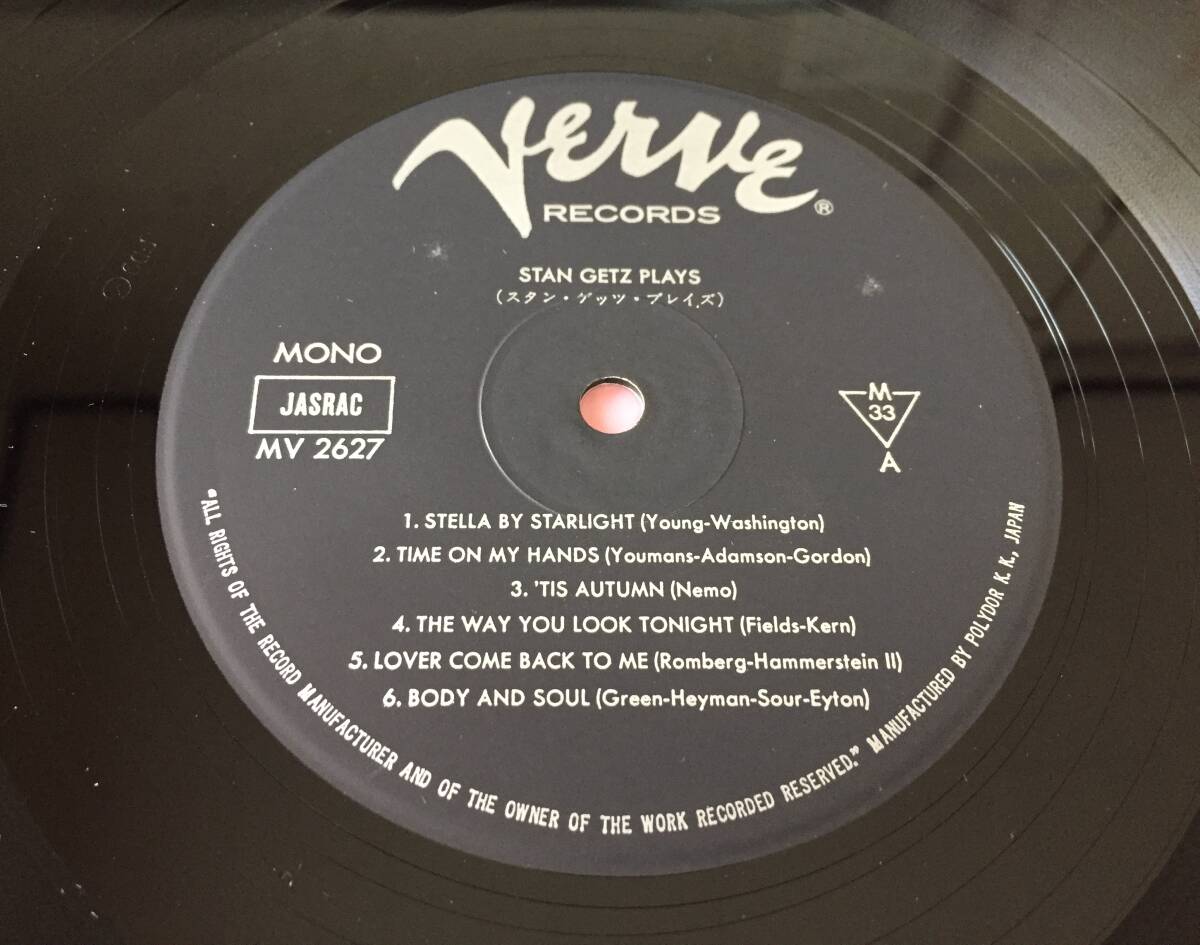 Verve
RECORDS ®
STAN GETZ PLAYS
(スタン・ゲッツ・プレイズ)
MONO
JASRAC
MV 2627
M
33
A
1. STELLA BY STARLIGHT (Young-Washington)
2. TIME ON MY HANDS (Youmans-Adamson-Gordon)
3. 'TIS AUTUMN (Nemo)
4. THE WAY YOU LOOK TONIGHT (Fields-Kern)
5. LOVER COME BACK TO ME (Romberg-Hammerstein II)
6. BODY AND SOUL (Green-Heyman-Sour-Eyton)
"ALL RIGHTS OF THE RECORD MANUFACTURER AND OF THE OWNER OF THE WORK RECORDED RESERVED." MANUFACTURED BY POLYDOR K. K., JAPAN